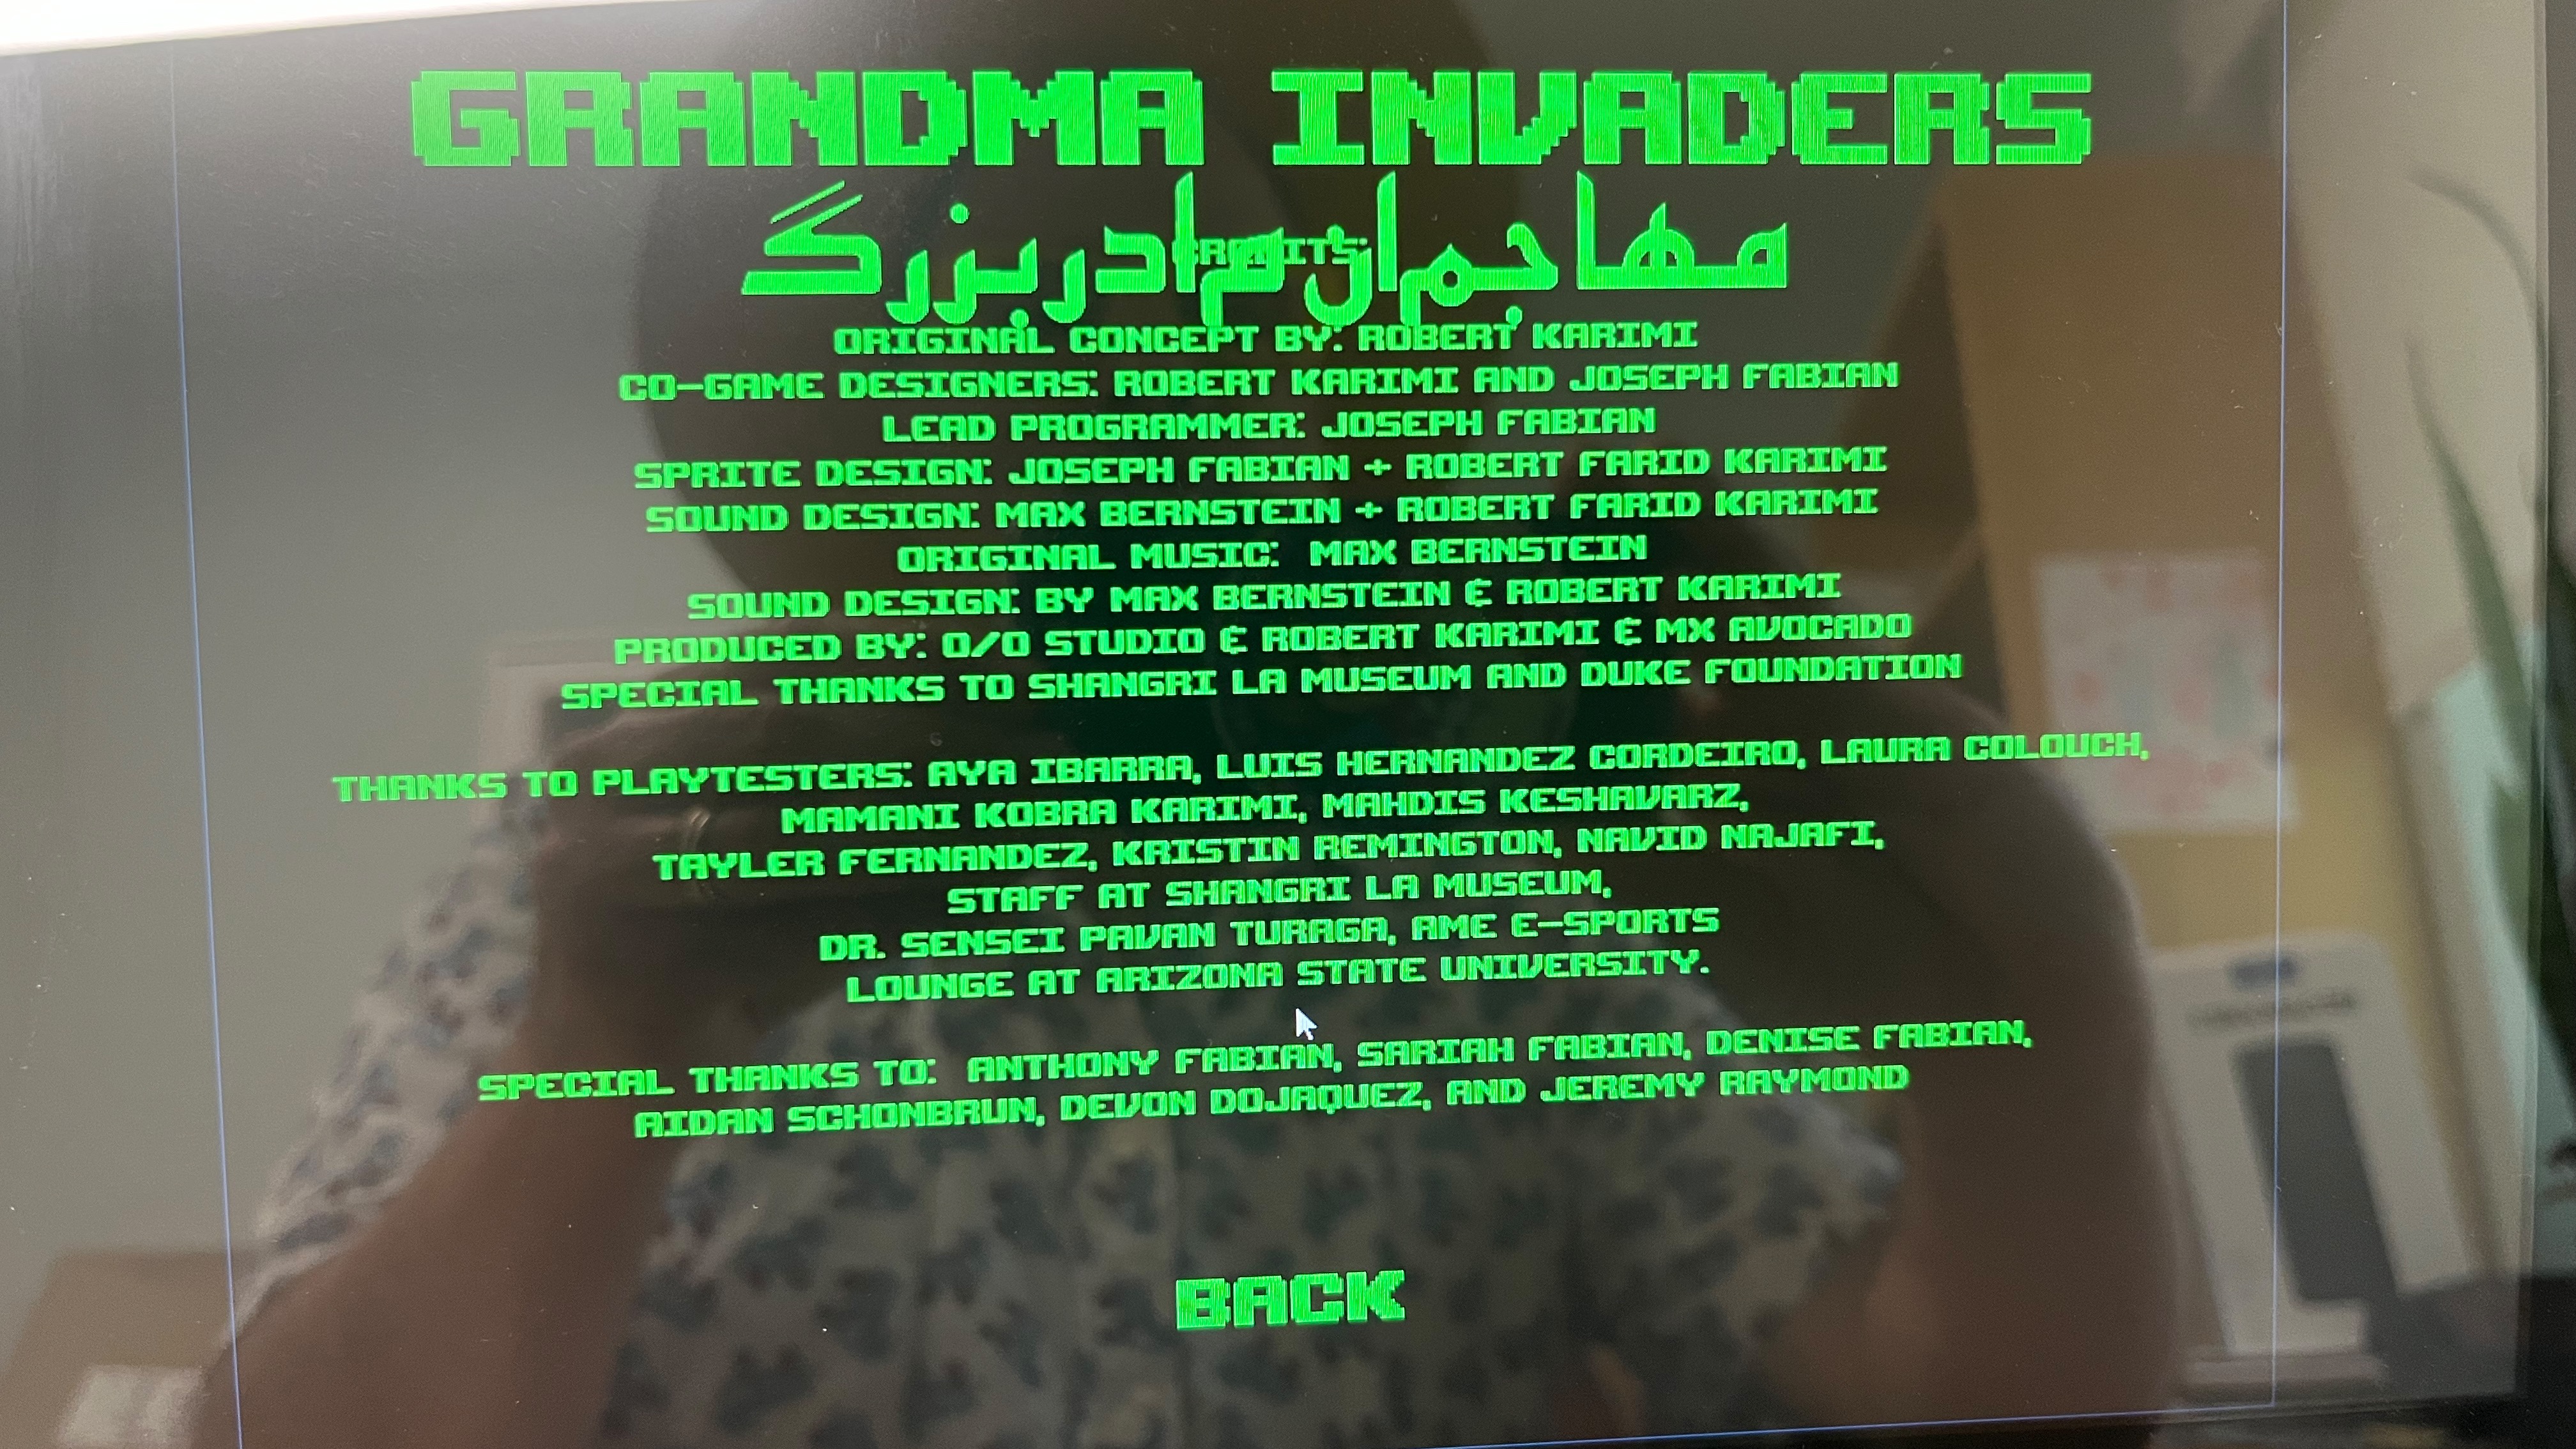 GRANDMA INVADERS
مهاجمان مادربزرگ
CREDITS:
ORIGINAL CONCEPT BY: ROBERT KARIMI
CO-GAME DESIGNERS: ROBERT KARIMI AND JOSEPH FABIAN
LEAD PROGRAMMER: JOSEPH FABIAN
SPRITE DESIGN: JOSEPH FABIAN + ROBERT FARID KARIMI
SOUND DESIGN: MAX BERNSTEIN + ROBERT FARID KARIMI
ORIGINAL MUSIC: MAX BERNSTEIN
SOUND DESIGN: BY MAX BERNSTEIN & ROBERT KARIMI
PRODUCED BY: O/O STUDIO & ROBERT KARIMI & MX AVOCADO
SPECIAL THANKS TO SHANGRI LA MUSEUM AND DUKE FOUNDATION
THANKS TO PLAYTESTERS: AYA IBARRA, LUIS HERNANDEZ CORDEIRO, LAURA COLOUCH,
MAMANI KOBRA KARIMI, MAHDIS KESHAVARZ,
TAYLER FERNANDEZ, KRISTIN REMINGTON, NAVID NAJAFI,
STAFF AT SHANGRI LA MUSEUM,
DR. SENSEI PAVAN TURAGA, AME E-SPORTS
LOUNGE AT ARIZONA STATE UNIVERSITY.
SPECIAL THANKS TO: ANTHONY FABIAN, SARIAH FABIAN, DENISE FABIAN,
AIDAN SCHONBRUN, DEVON DOJAQUEZ, AND JEREMY RAYMOND
BACK